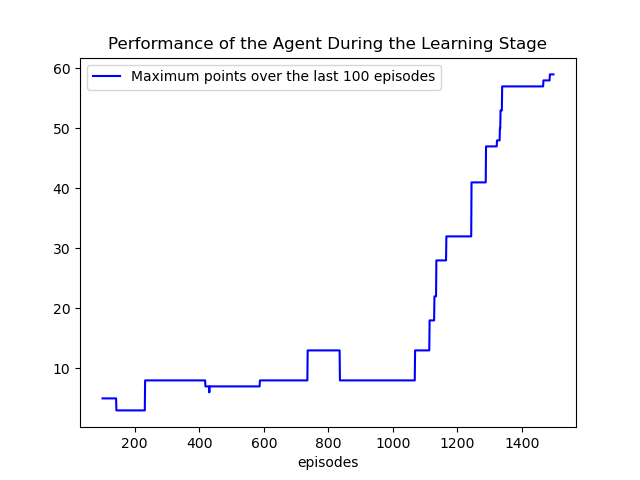 Performance of the Agent During the Learning Stage
Maximum points over the last 100 episodes
60
50
40
30
20
10
200 400 600 800 1000 1200 1400
episodes